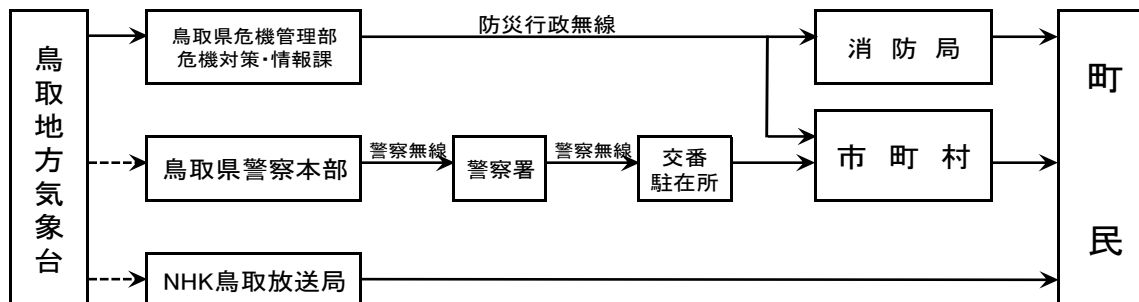 鳥取地方気象台
鳥取県危機管理部
危機対策・情報課
防災行政無線
消防局
鳥取県警察本部
警察無線
警察署
警察無線
交番
駐在所
市町村
NHK鳥取放送局
町民